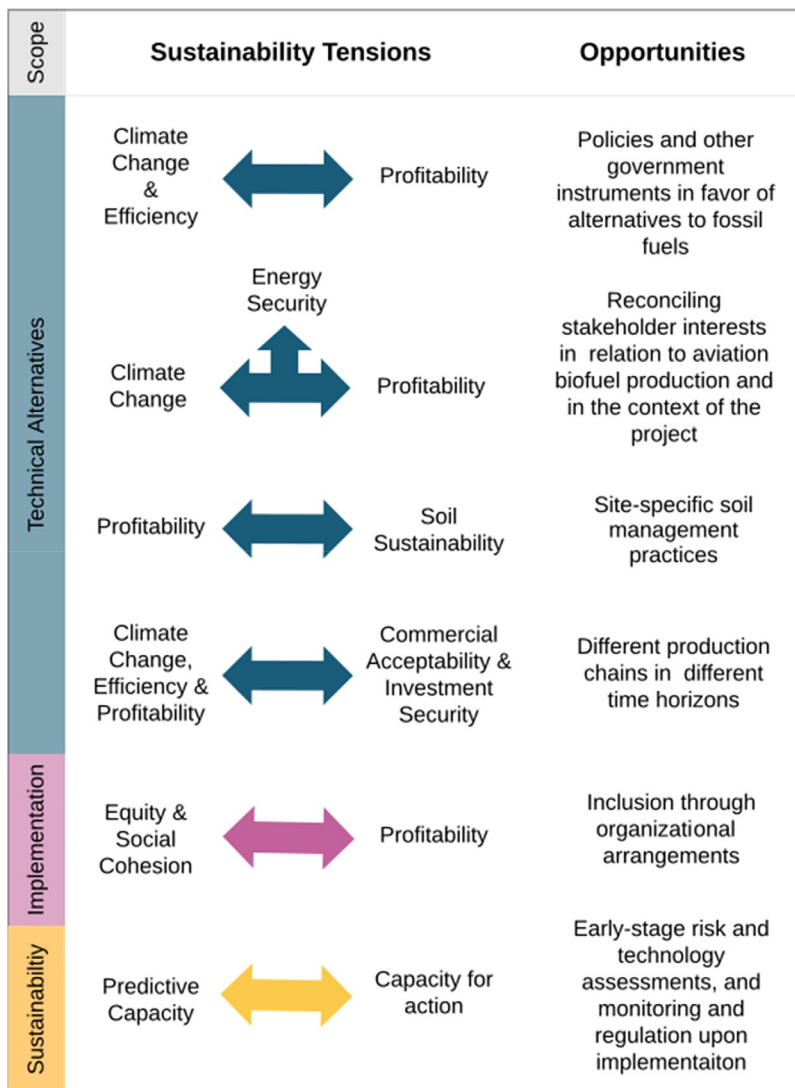 Scope
Sustainability Tensions
Opportunities
Technical Alternatives
Climate
Change
&
Efficiency
Profitability
Policies and other
government
instruments in favor of
alternatives to fossil
fuels
Energy
Security
Climate
Change
Profitability
Reconciling
stakeholder interests
in relation to aviation
biofuel production and
in the context of the
project
Profitability
Soil
Sustainability
Site-specific soil
management
practices
Climate
Change,
Efficiency &
Profitability
Commercial
Acceptability &
Investment
Security
Different production
chains in different
time horizons
Implementation
Equity &
Social
Cohesion
Profitability
Inclusion through
organizational
arrangements
Sustainabiltiy
Predictive
Capacity
Capacity for
action
Early-stage risk and
technology
assessments, and
monitoring and
regulation upon
implementaiton